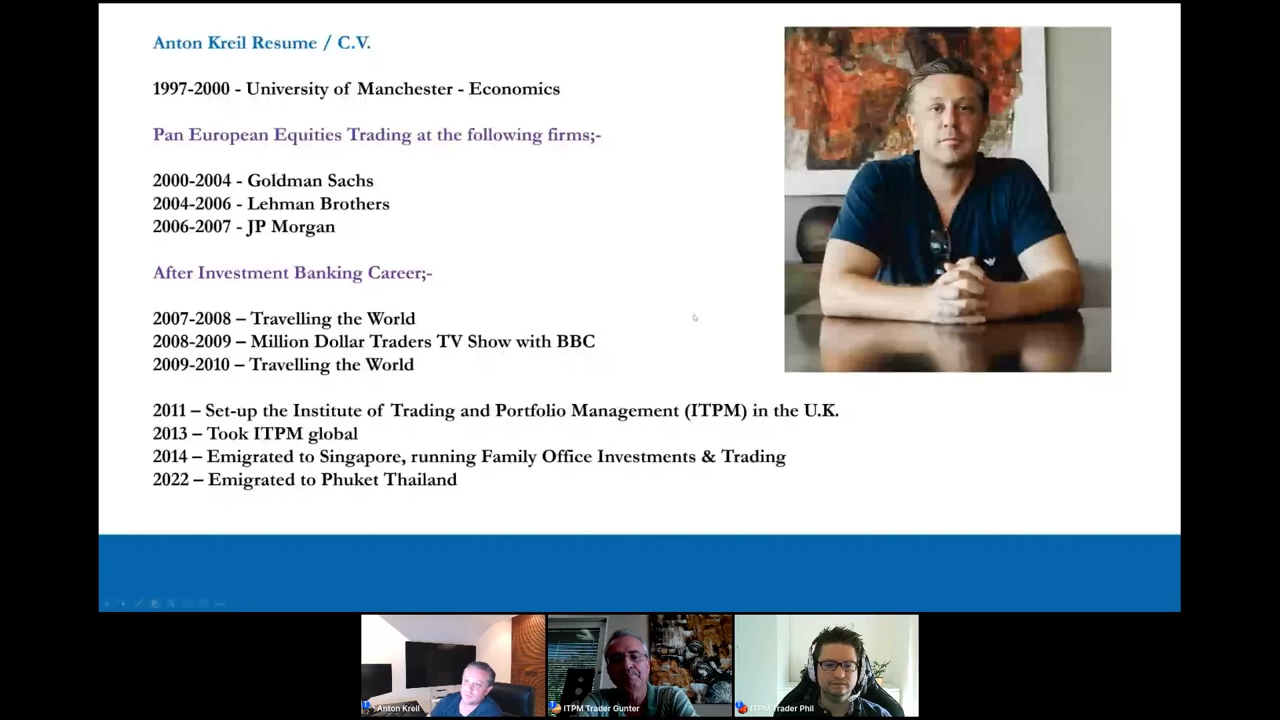 Anton Kreil Resume / C.V.
1997-2000 - University of Manchester - Economics
Pan European Equities Trading at the following firms;-
2000-2004 - Goldman Sachs
2004-2006 - Lehman Brothers
2006-2007 - JP Morgan
After Investment Banking Career;-
2007-2008 – Travelling the World
2008-2009 – Million Dollar Traders TV Show with BBC
2009-2010 – Travelling the World
2011 – Set-up the Institute of Trading and Portfolio Management (ITPM) in the U.K.
2013 – Took ITPM global
2014 – Emigrated to Singapore, running Family Office Investments & Trading
2022 – Emigrated to Phuket Thailand
Anton Kreil
ITPM Trader Gunter
ITPM Trader Phil